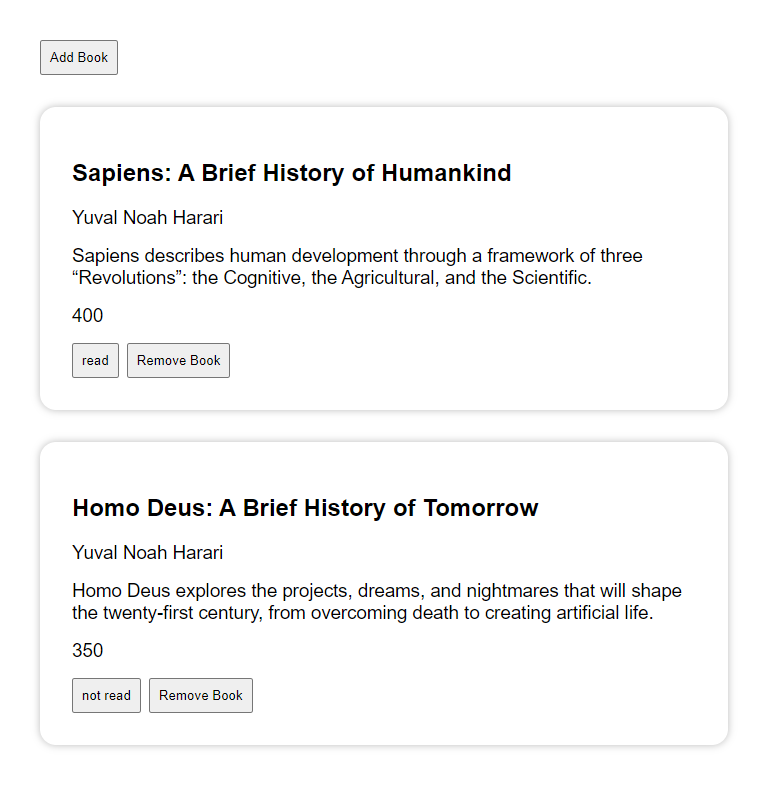 Add Book
Sapiens: A Brief History of Humankind
Yuval Noah Harari
Sapiens describes human development through a framework of three
“Revolutions”: the Cognitive, the Agricultural, and the Scientific.
400
read Remove Book
Homo Deus: A Brief History of Tomorrow
Yuval Noah Harari
Homo Deus explores the projects, dreams, and nightmares that will shape
the twenty-first century, from overcoming death to creating artificial life.
350
not read Remove Book